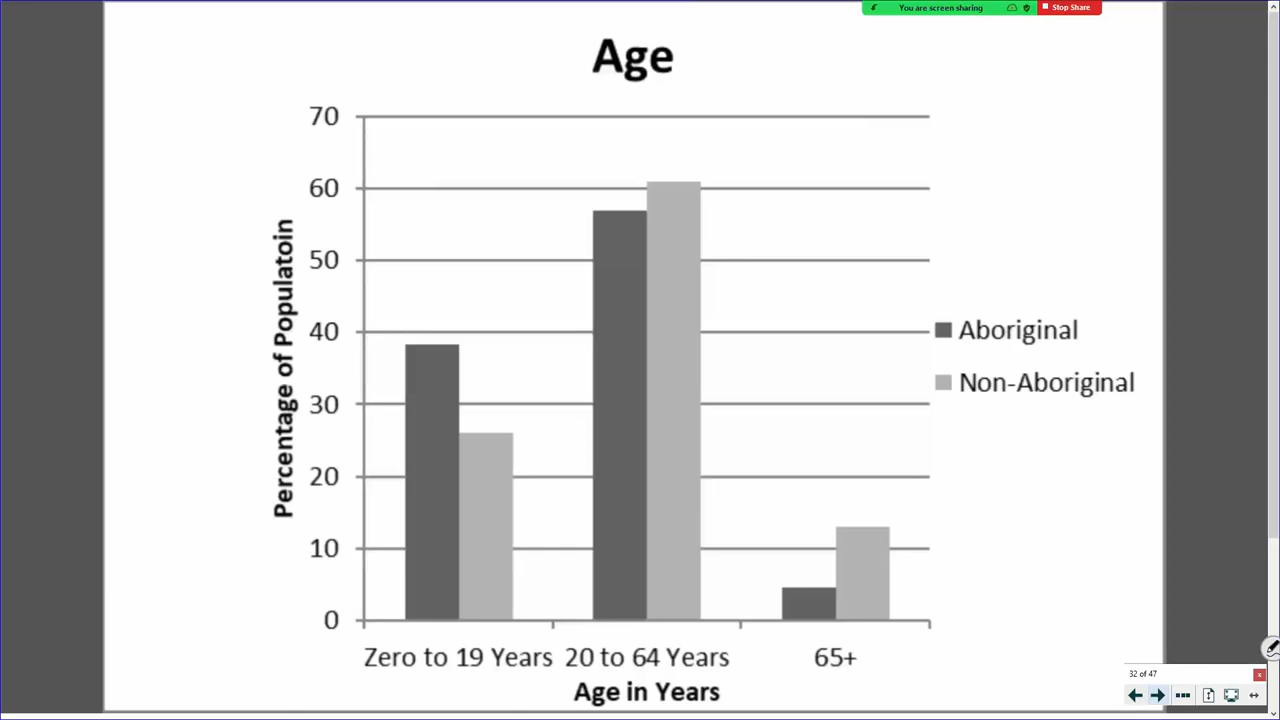 You are screen sharing
Stop Share
Age
70
60
50
40
30
20
10
0
Percentage of Populatoin
Aboriginal
Non-Aboriginal
Zero to 19 Years
20 to 64 Years
65+
Age in Years
32 of 47